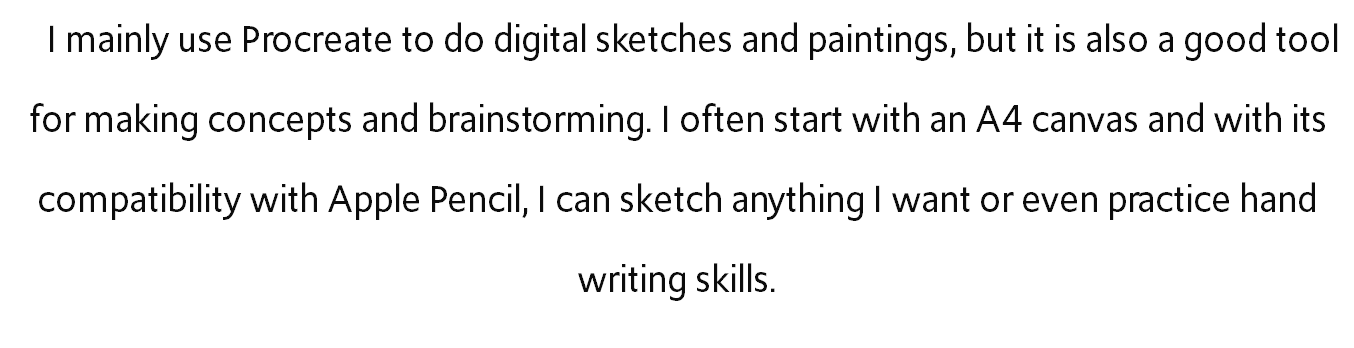 I mainly use Procreate to do digital sketches and paintings, but it is also a good tool
for making concepts and brainstorming. I often start with an A4 canvas and with its
compatibility with Apple Pencil, I can sketch anything I want or even practice hand
writing skills.